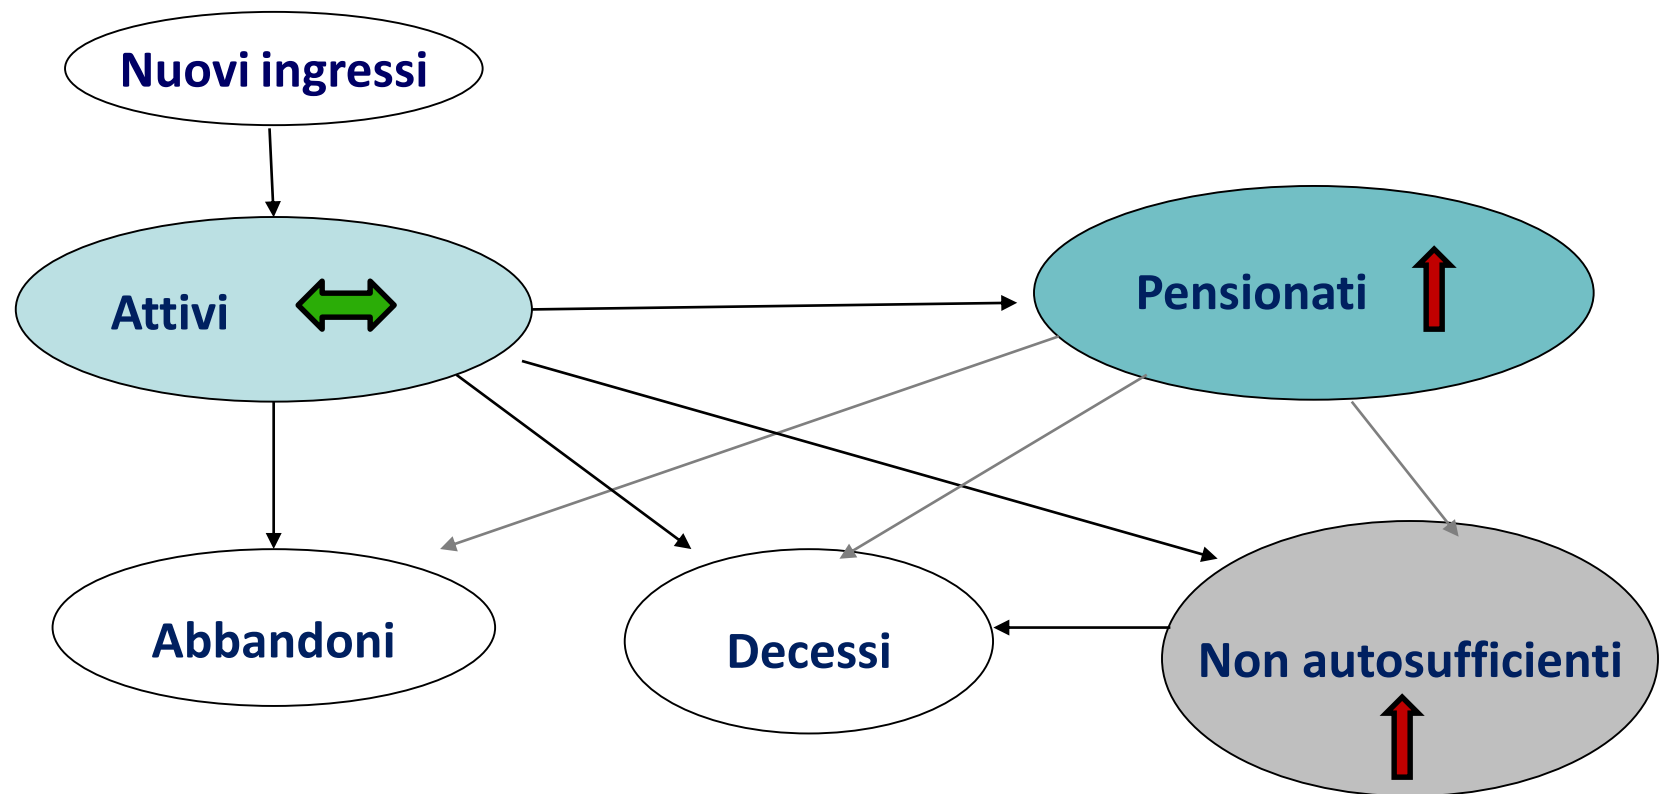 Nuovi ingressi
Attivi
Pensionati
Abbandoni
Decessi
Non autosufficienti